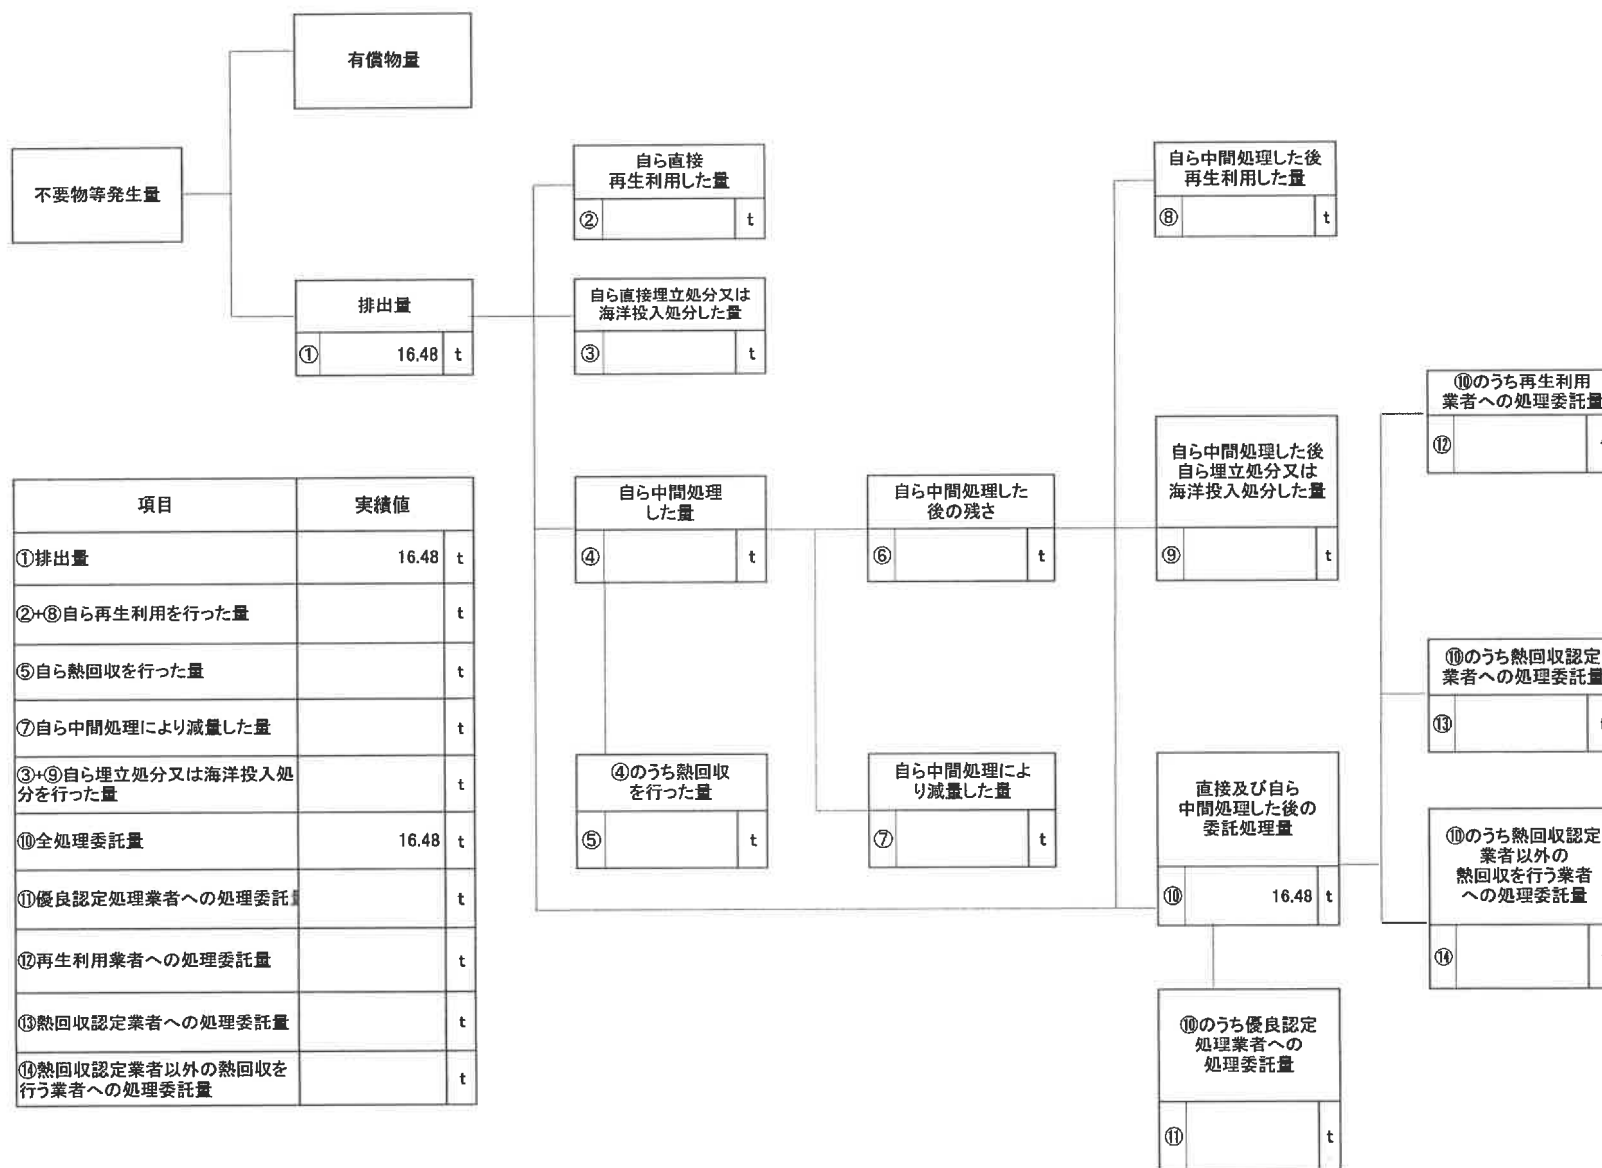 有償物量
不要物等発生量
排出量
① 16.48 t
自ら直接
再生利用した量
② t
自ら直接埋立処分又は
海洋投入処分した量
③ t
自ら中間処理
した量
④ t
④のうち熱回収
を行った量
⑤ t
自ら中間処理した
後の残さ
⑥ t
自ら中間処理によ
り減量した量
⑦ t
自ら中間処理した後
再生利用した量
⑧ t
自ら中間処理した後
自ら埋立処分又は
海洋投入処分した量
⑨ t
直接及び自ら
中間処理した後の
委託処理量
⑩ 16.48 t
⑩のうち優良認定
処理業者への
処理委託量
⑪ t
⑩のうち再生利用
業者への処理委託量
⑫
⑩のうち熱回収認定
業者への処理委託量
⑬ t
⑩のうち熱回収認定
業者以外の
熱回収を行う業者
への処理委託量
⑭
項目 実績値
①排出量 16.48 t
②+⑧自ら再生利用を行った量 t
⑤自ら熱回収を行った量 t
⑦自ら中間処理により減量した量 t
③+⑨自ら埋立処分又は海洋投入処
分を行った量 t
⑩全処理委託量 16.48 t
⑪優良認定処理業者への処理委託 t
⑫再生利用業者への処理委託量 t
⑬熱回収認定業者への処理委託量 t
⑭熱回収認定業者以外の熱回収を
行う業者への処理委託量 t